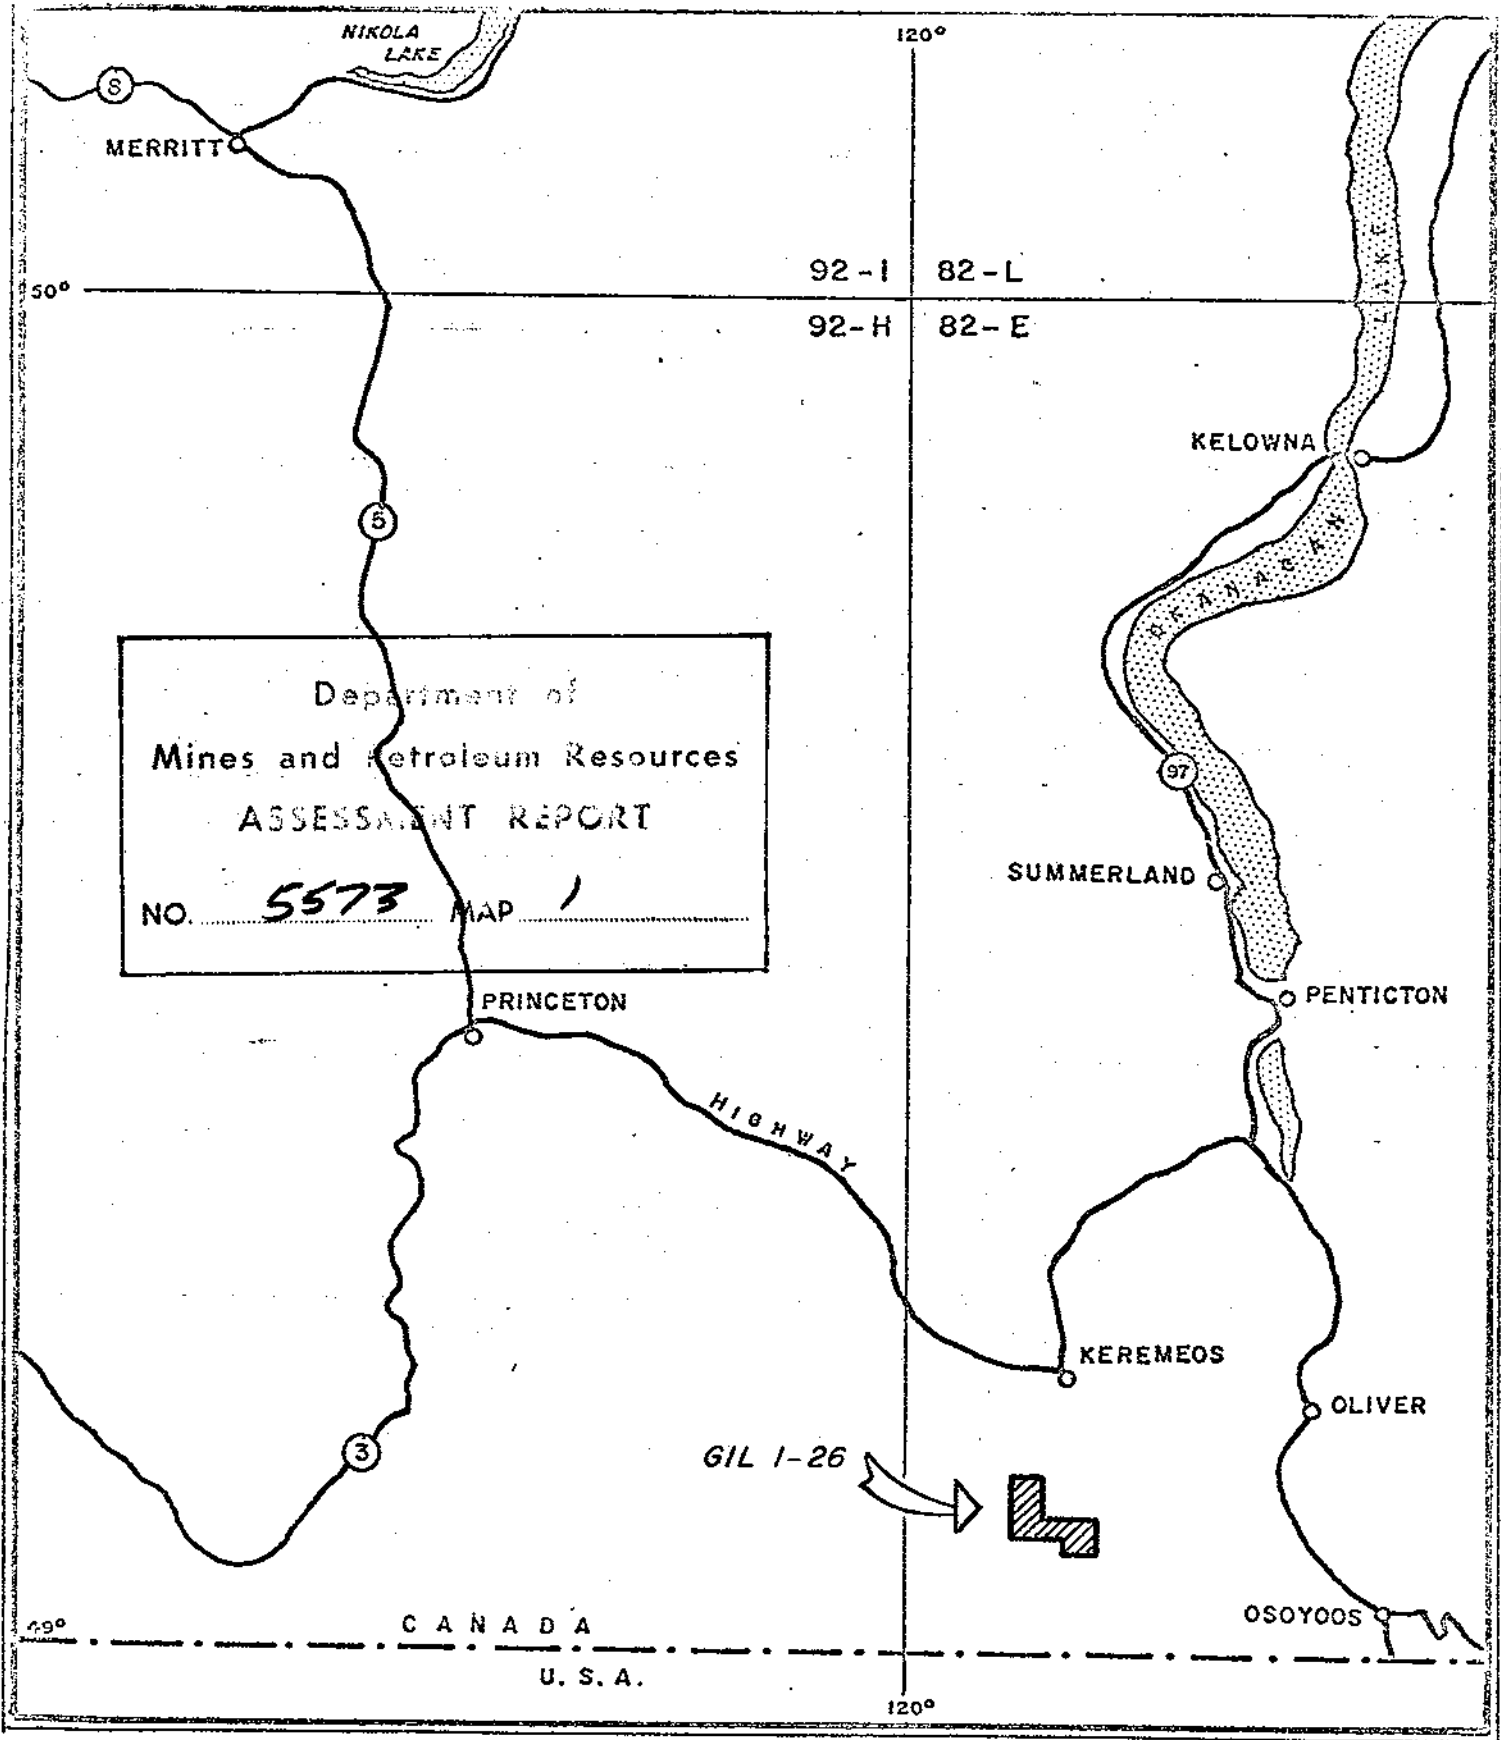 NIKOLA
LAKE
120°
8
MERRITT
92-I 82-L
50°
92-H 82-E
LAKE
KELOWNA
5
OKANAGAN
Department of
Mines and Petroleum Resources
ASSESSMENT REPORT
NO. 5573 MAP 1
97
SUMMERLAND
PRINCETON
PENTICTON
HIGHWAY
KEREMEOS
OLIVER
3
GIL 1-26
OSOYOOS
49°
CANADA
U.S.A.
120°